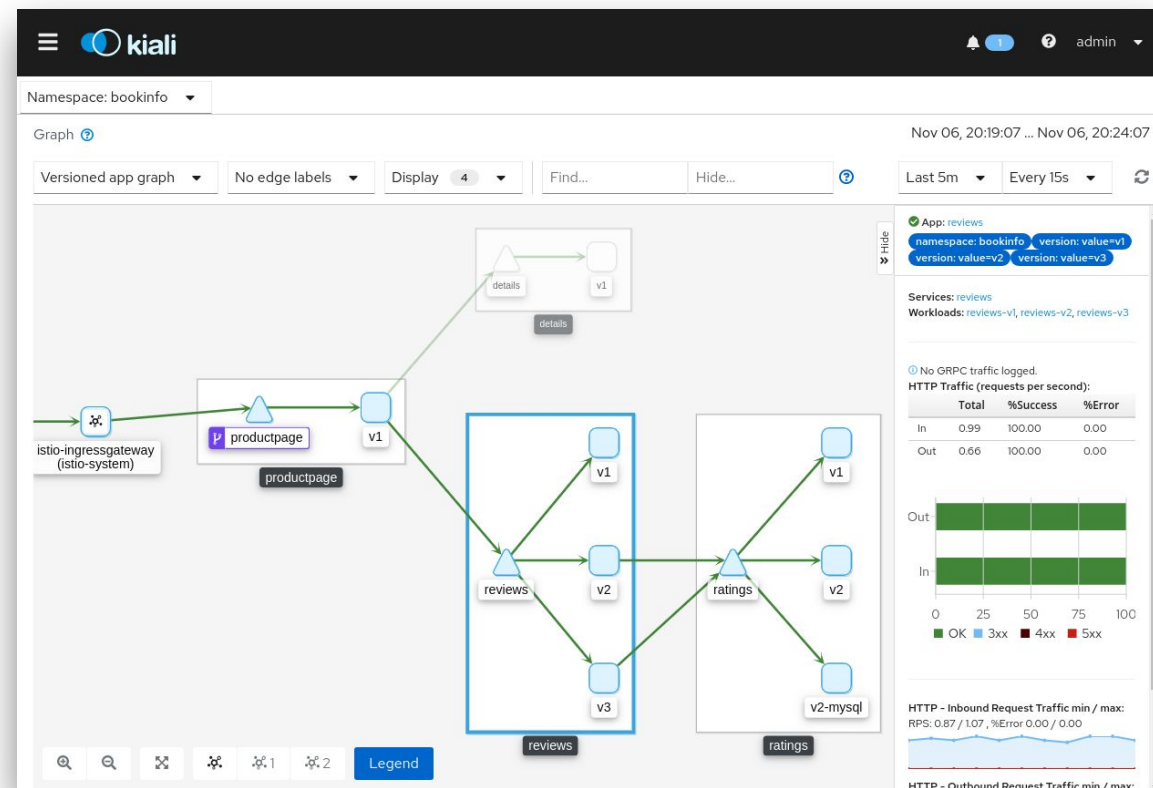 kiali
1
admin
Namespace: bookinfo
Graph
Nov 06, 20:19:07 ... Nov 06, 20:24:07
Versioned app graph
No edge labels
Display 4
Find...
Hide...
Last 5m
Every 15s
Hide
details
v1
details
istio-ingressgateway
(istio-system)
productpage
v1
productpage
reviews
v1
v2
v3
reviews
ratings
v1
v2
v2-mysql
ratings
1
2
Legend
App: reviews
namespace: bookinfo version: value=v1
version: value=v2 version: value=v3
Services: reviews
Workloads: reviews-v1, reviews-v2, reviews-v3
No GRPC traffic logged.
HTTP Traffic (requests per second):
Total %Success %Error
In 0.99 100.00 0.00
Out 0.66 100.00 0.00
Out
In
0 25 50 75 100
OK 3xx 4xx 5xx
HTTP - Inbound Request Traffic min / max:
RPS: 0.87 / 1.07 , %Error 0.00 / 0.00
HTTP - Outbound Request Traffic min / max: